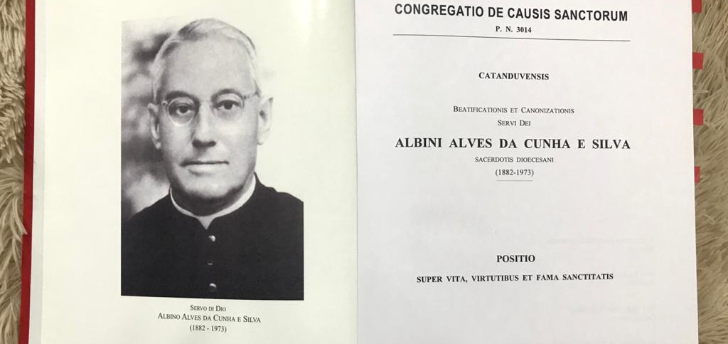 SERVO DI DIO
ALBINO ALVES DA CUNHA E SILVA
(1882 - 1973)
CONGREGATIO DE CAUSIS SANCTORUM
P. N. 3014
CATANDUVENSIS
BEATIFICATIONIS ET CANONIZATIONIS
SERVI DEI
ALBINI ALVES DA CUNHA E SILVA
SACERDOTIS DIOECESANI
(1882-1973)
POSITIO
SUPER VITA, VIRTUTIBUS ET FAMA SANCTITATIS